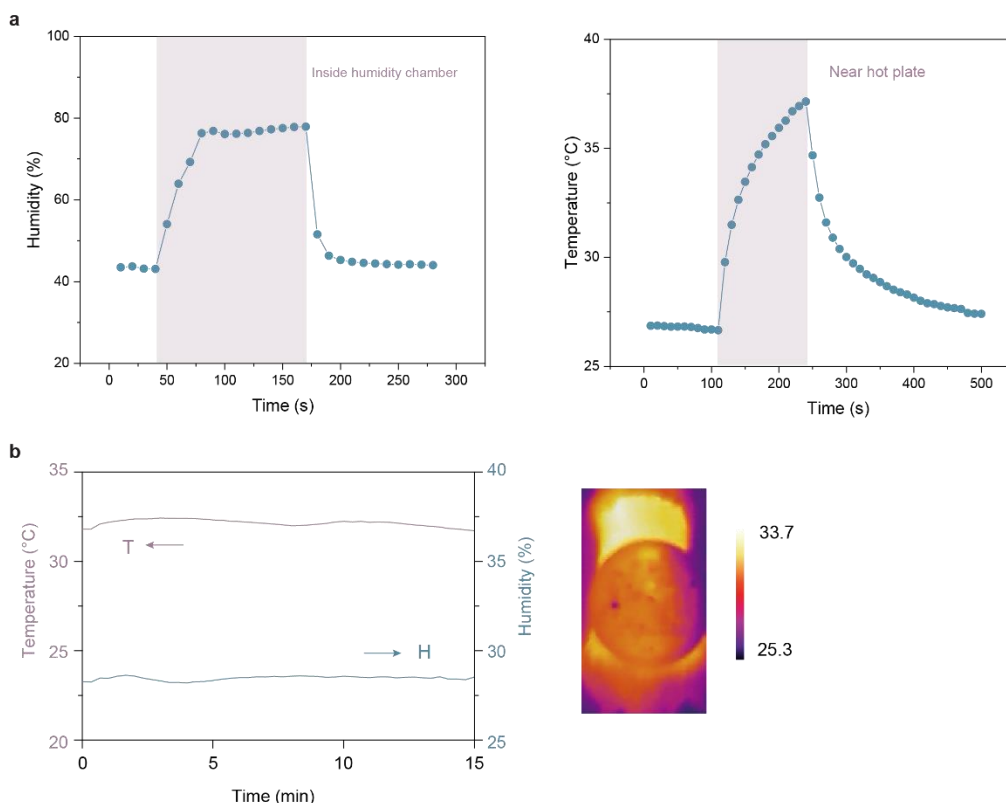 a
100
80
60
40
20
Humidity (%)
Inside humidity chamber
0 50 100 150 200 250 300
Time (s)
40
35
30
25
Temperature (°C)
Near hot plate
0 100 200 300 400 500
Time (s)
b
35
30
25
20
Temperature (°C)
T
H
40
35
30
25
Humidity (%)
0 5 10 15
Time (min)
33.7
25.3